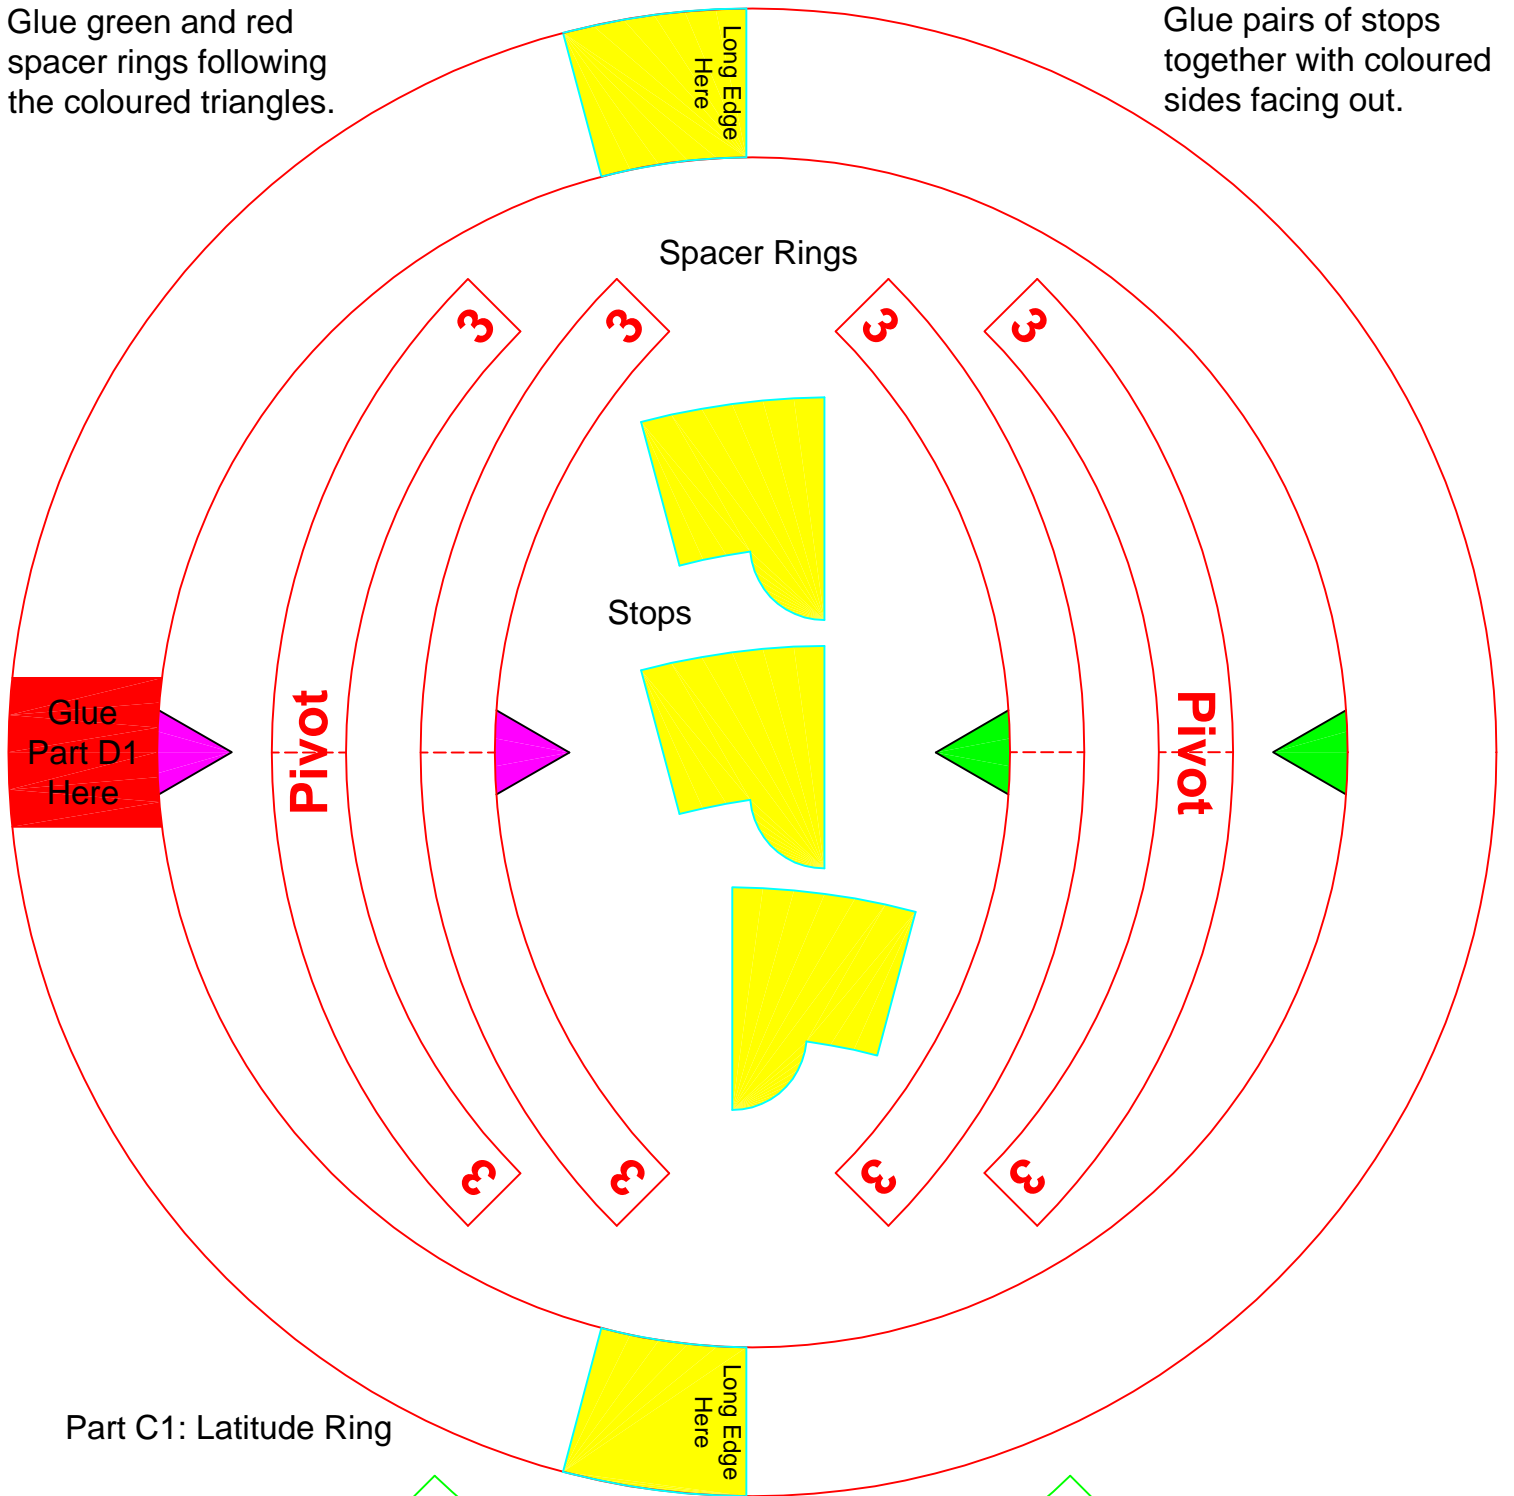 Glue green and red
spacer rings following
the coloured triangles.
Glue pairs of stops
together with coloured
sides facing out.
Long Edge
Here
Spacer Rings
3
3
3
3
Stops
Glue
Part D1
Here
Pivot
Pivot
3
3
3
3
Long Edge
Here
Part C1: Latitude Ring